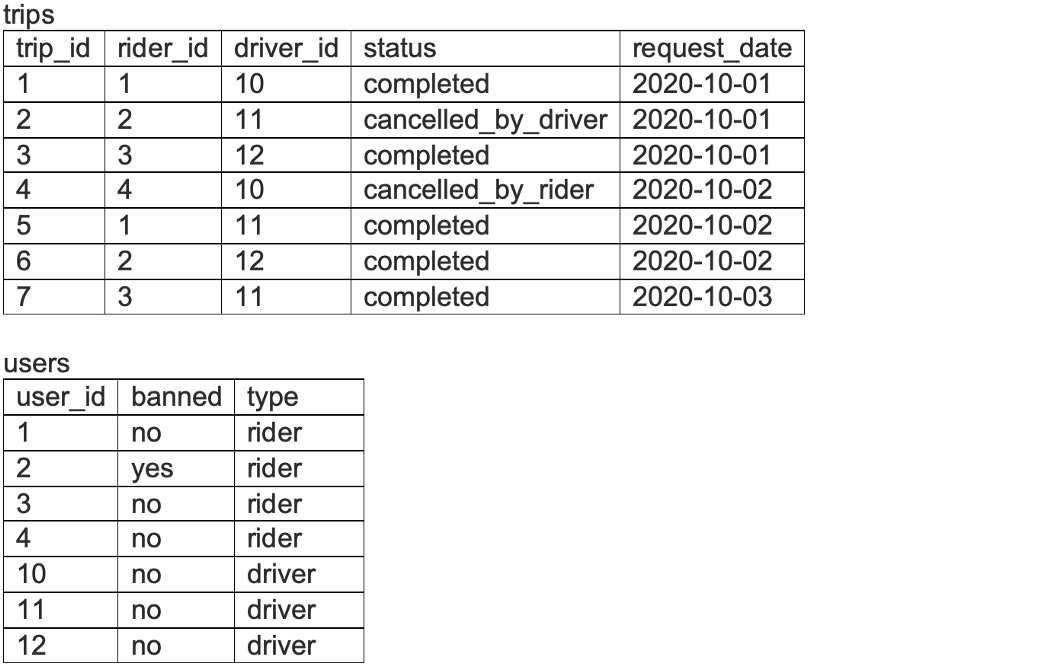 trips
trip_id rider_id driver_id status request_date
1 1 10 completed 2020-10-01
2 2 11 cancelled_by_driver 2020-10-01
3 3 12 completed 2020-10-01
4 4 10 cancelled_by_rider 2020-10-02
5 1 11 completed 2020-10-02
6 2 12 completed 2020-10-02
7 3 11 completed 2020-10-03
users
user_id banned type
1 no rider
2 yes rider
3 no rider
4 no rider
10 no driver
11 no driver
12 no driver